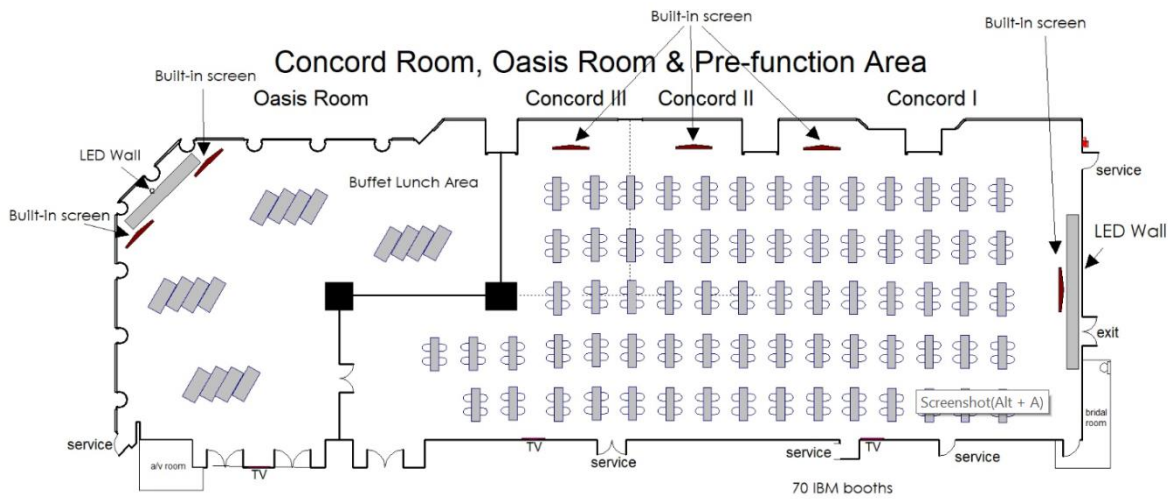 Built-in screen
Built-in screen
Concord Room, Oasis Room & Pre-function Area
Built-in screen
Oasis Room
Concord III
Concord II
Concord I
LED Wall
Buffet Lunch Area
service
Built-in screen
LED Wall
exit
Screenshot(Alt + A)
bridal room
service
a/v room
TV
TV
service
service
TV
service
70 IBM booths